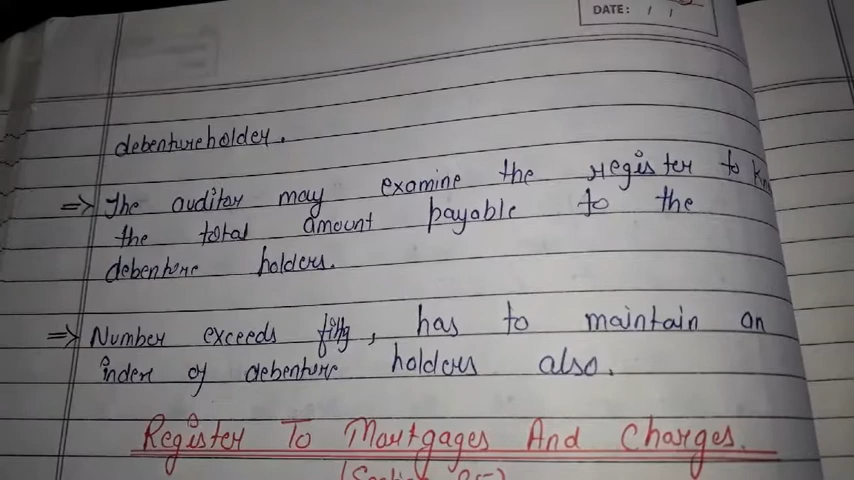 DATE: / /
debentureholder.
⇒ The auditor may examine the register to
the total amount payable to the
debenture holders.
⇒ Number exceeds fifty, has to maintain an
index of debenture holders also.
Register To Mortgages And Charges.